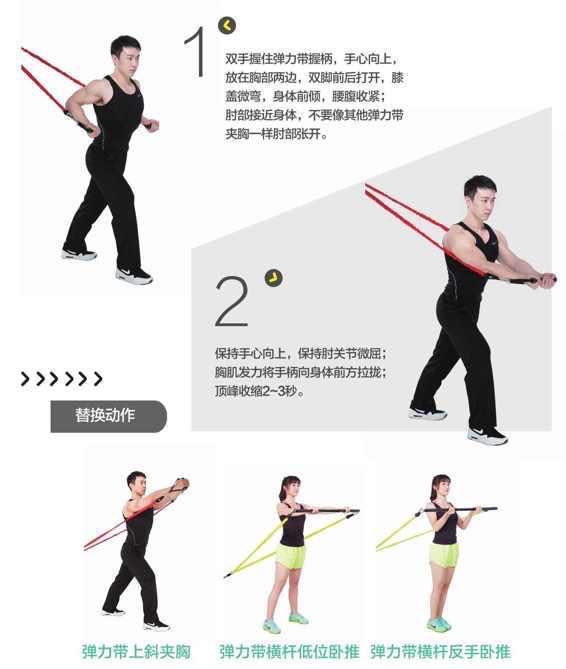 1
双手握住弹力带握柄，手心向上，
放在胸部两边，双脚前后打开，膝
盖微弯，身体前倾，腰腹收紧；
肘部接近身体，不要像其他弹力带
夹胸一样肘部张开。
2
保持手心向上，保持肘关节微屈；
胸肌发力将手柄向身体前方拉拢；
顶峰收缩2~3秒。
替换动作
弹力带上斜夹胸
弹力带横杆低位卧推
弹力带横杆反手卧推